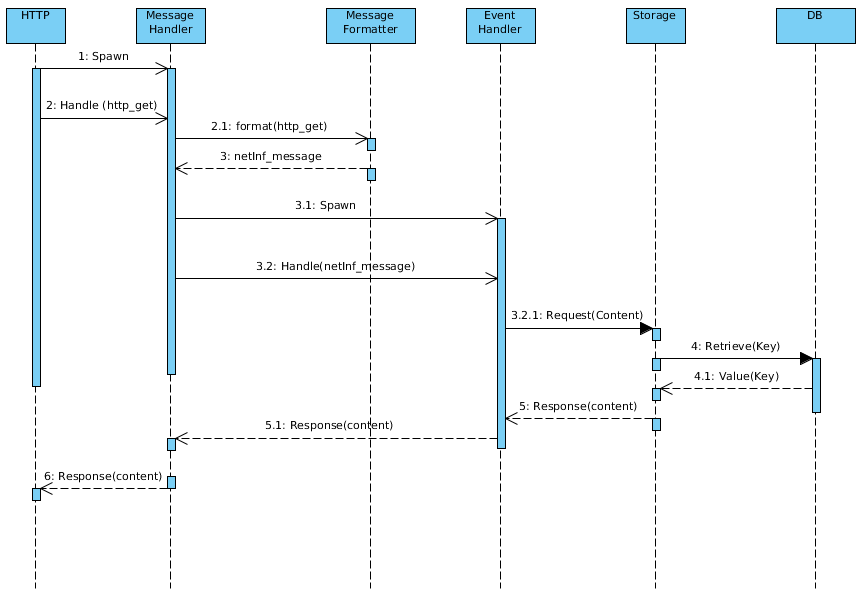 HTTP
Message
Handler
Message
Formatter
Event
Handler
Storage
DB
1: Spawn
2: Handle (http_get)
2.1: format(http_get)
3: netInf_message
3.1: Spawn
3.2: Handle(netInf_message)
3.2.1: Request(Content)
4: Retrieve(Key)
4.1: Value(Key)
5: Response(content)
5.1: Response(content)
6: Response(content)